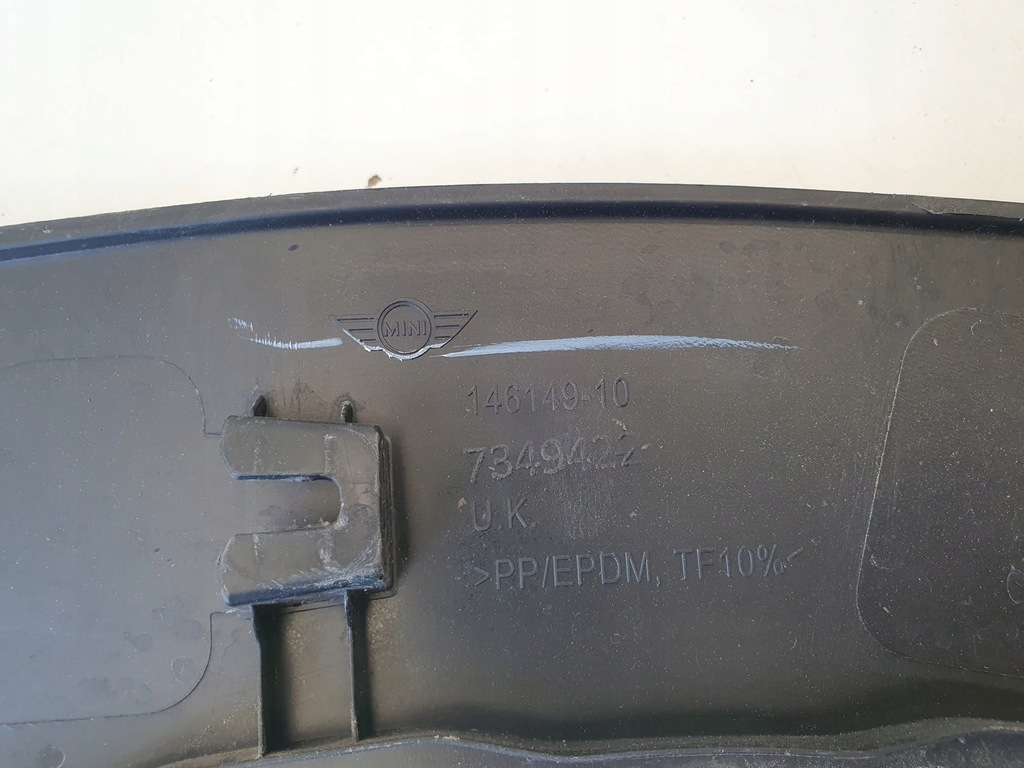 MINI
146149-10
7349422
U.K.
>PP/EPDM, TF10%<